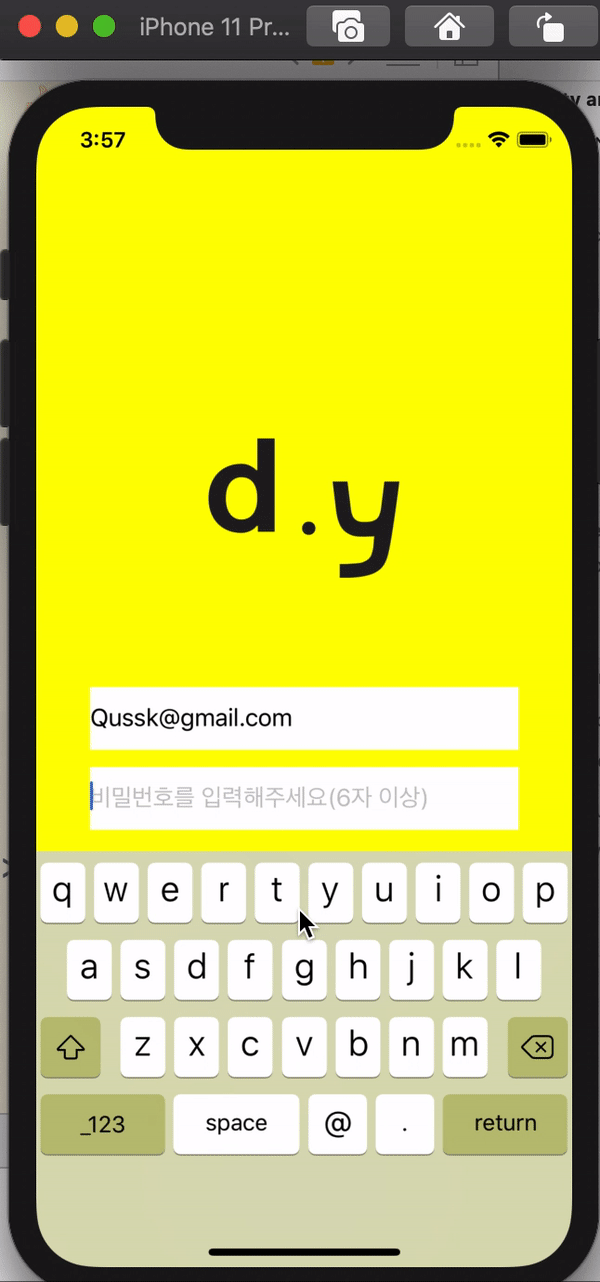 iPhone 11 Pr...
3:57
d.y
Qussk@gmail.com
비밀번호를 입력해주세요(6자 이상)
q w e r t y u i o p
a s d f g h j k l
z x c v b n m
_123 space @ . return